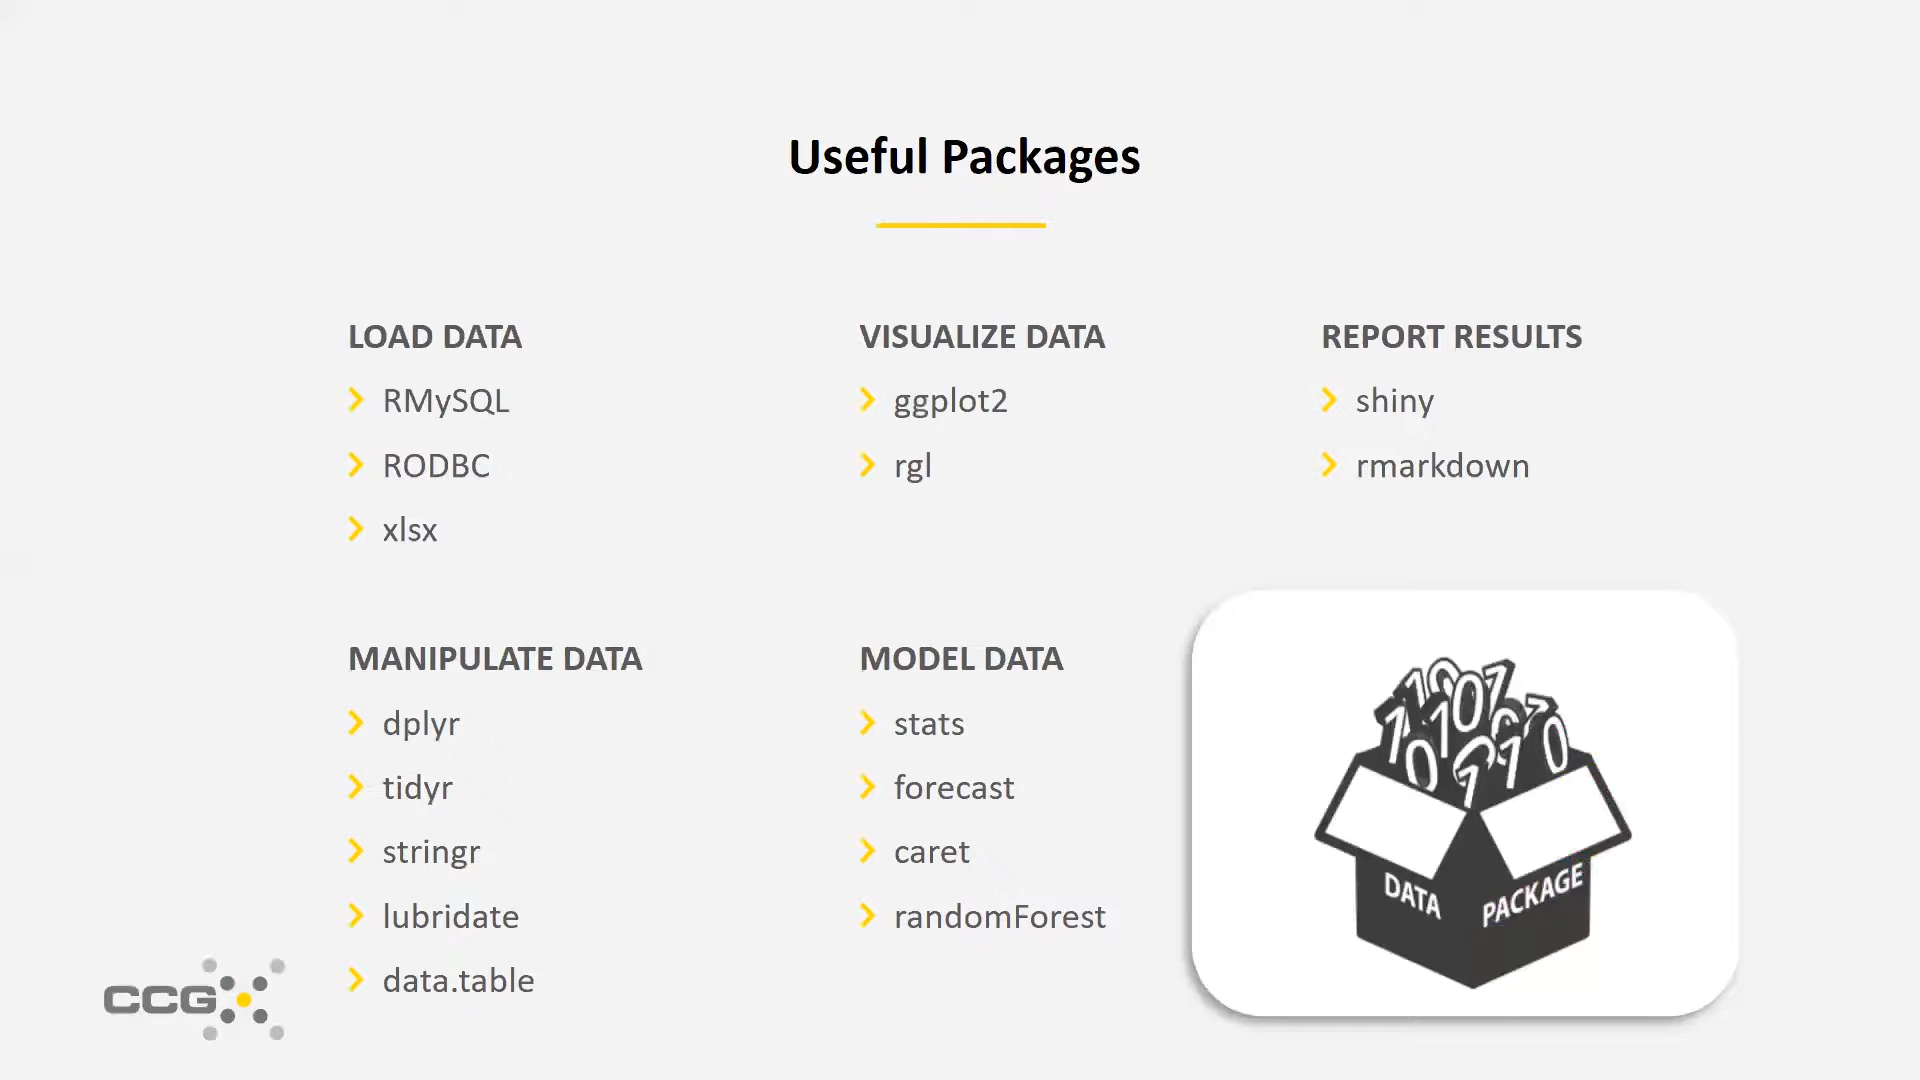 Useful Packages
LOAD DATA
RMySQL
RODBC
xlsx
VISUALIZE DATA
ggplot2
rgl
REPORT RESULTS
shiny
rmarkdown
MANIPULATE DATA
dplyr
tidyr
stringr
lubridate
data.table
MODEL DATA
stats
forecast
caret
randomForest
DATA PACKAGE
CCG